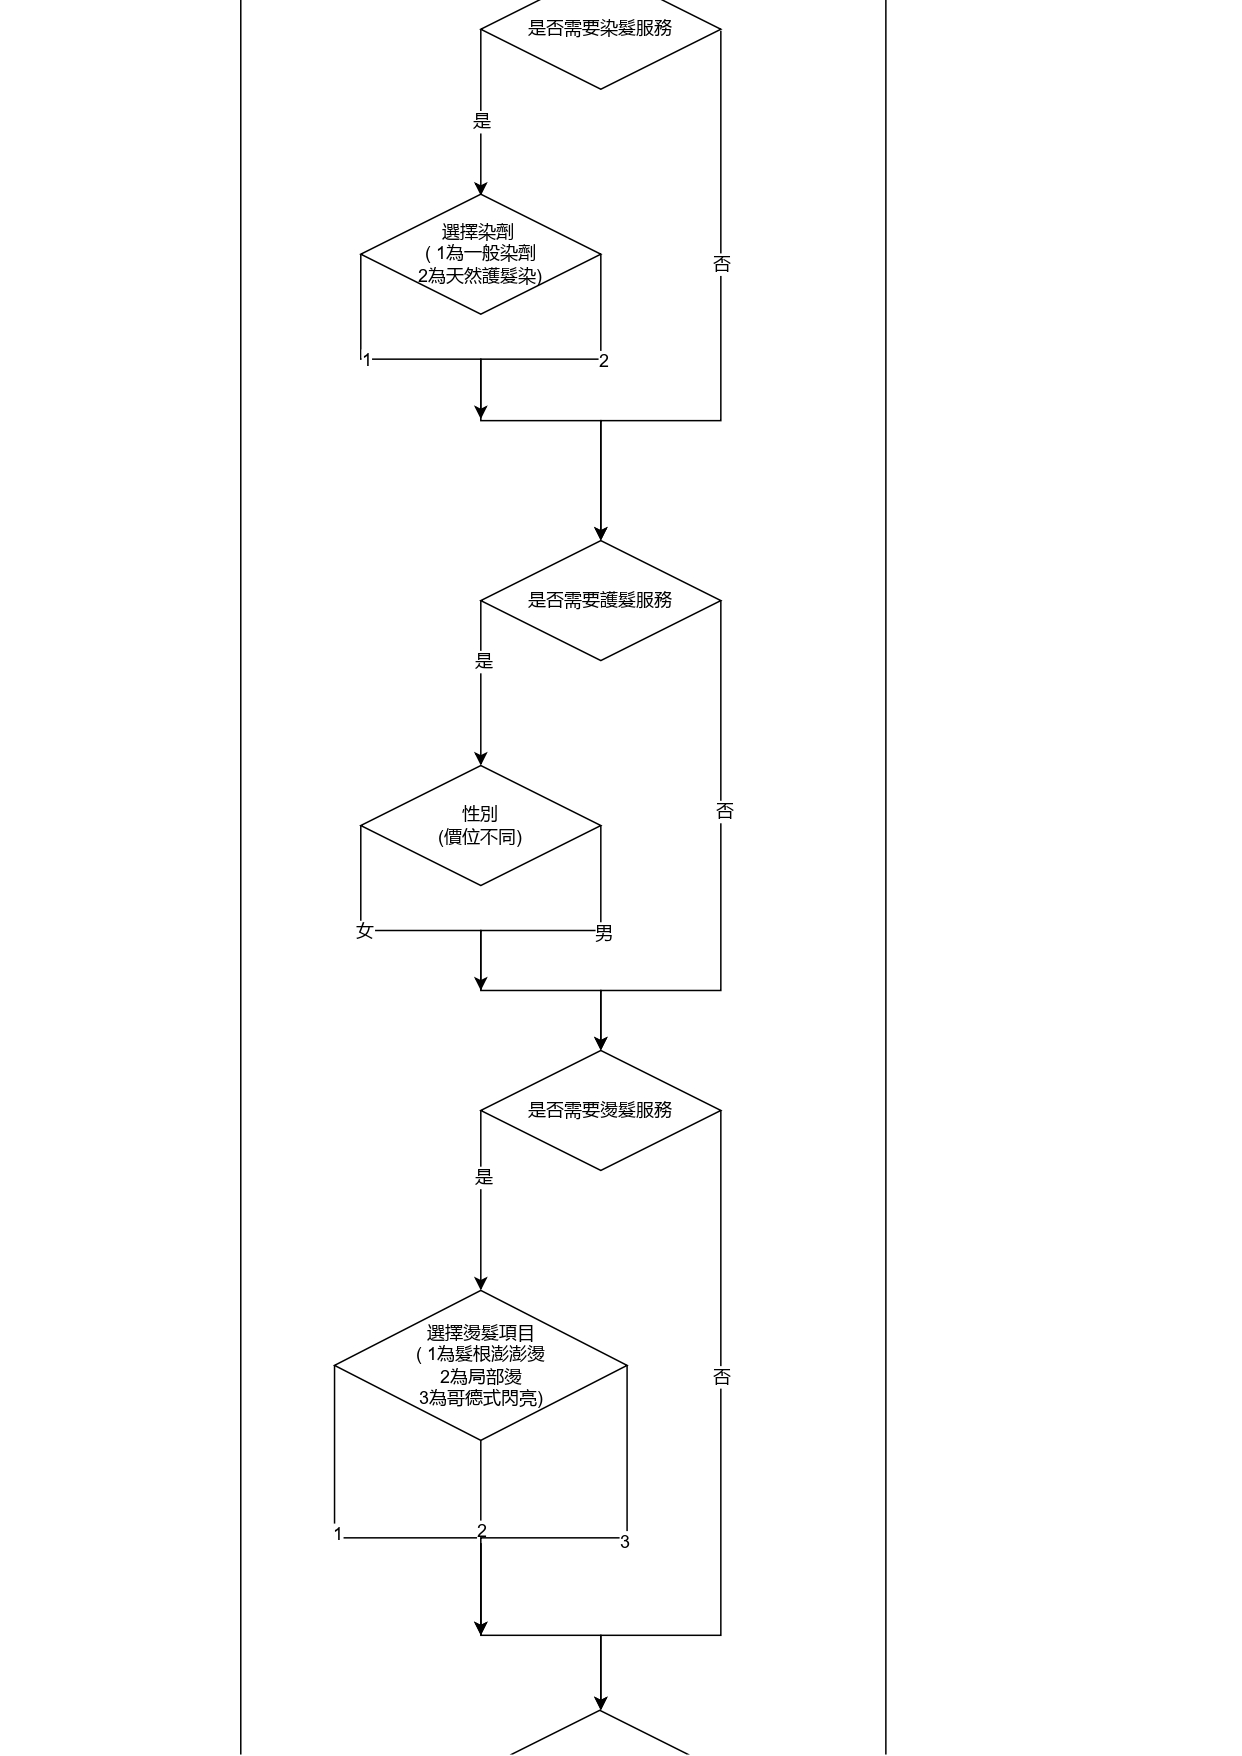 是否需要染髮服務
是
選擇染劑
( 1為一般染劑
2為天然護髮染)
否
1
2
是否需要護髮服務
是
性別
(價位不同)
否
女
男
是否需要燙髮服務
是
選擇燙髮項目
( 1為髮根澎澎燙
2為局部燙
3為哥德式閃亮)
否
1
2
3